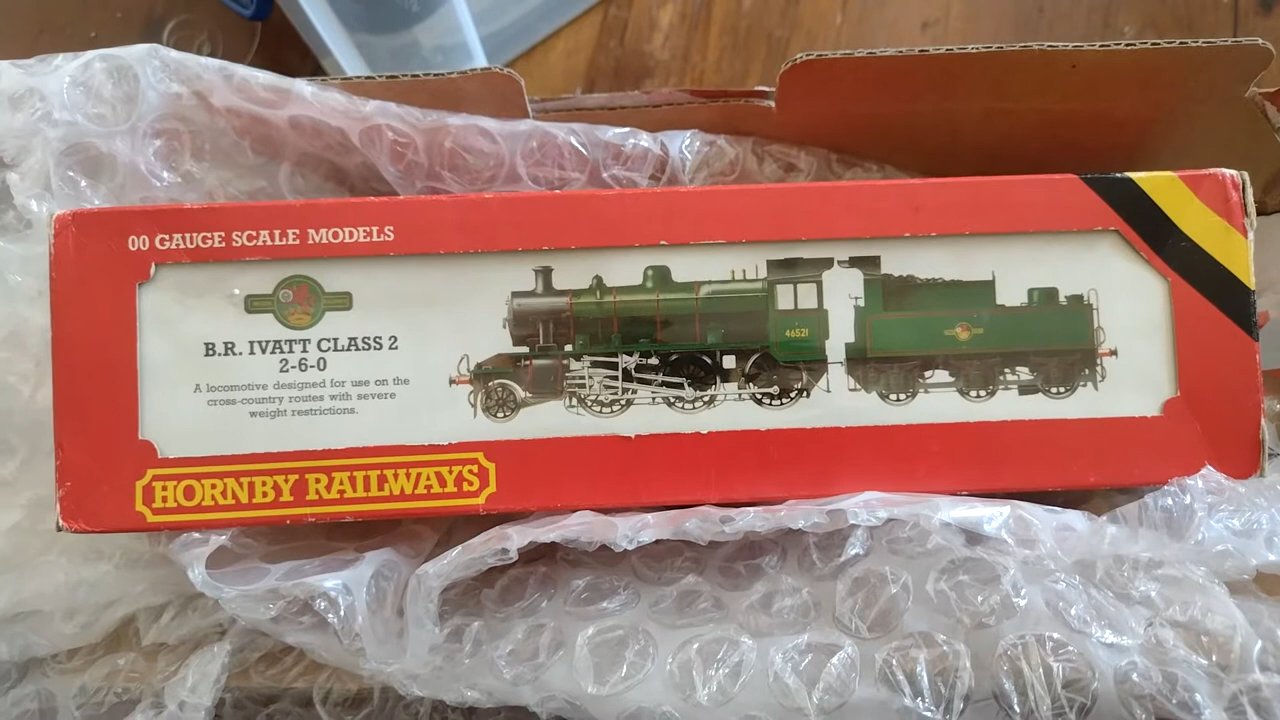 00 GAUGE SCALE MODELS
B.R. IVATT CLASS 2
2-6-0
A locomotive designed for use on the
cross-country routes with severe
weight restrictions.
46521
HORNBY RAILWAYS